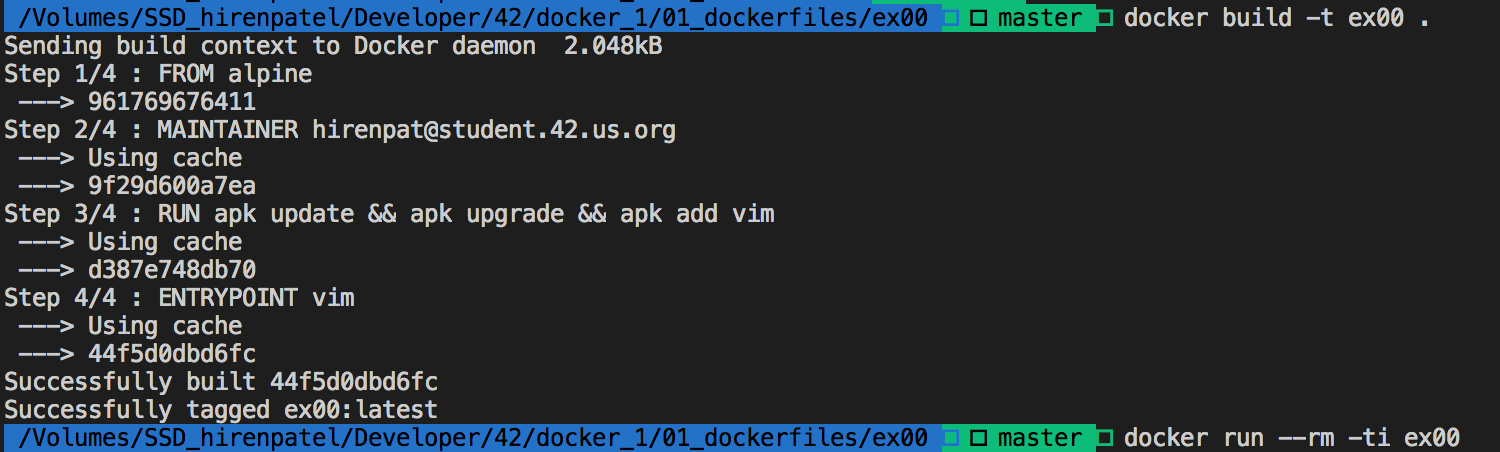 /Volumes/SSD_hirenpatel/Developer/42/docker_1/01_dockerfiles/ex00 master docker build -t ex00 .
Sending build context to Docker daemon  2.048kB
Step 1/4 : FROM alpine
 ---> 961769676411
Step 2/4 : MAINTAINER hirenpat@student.42.us.org
 ---> Using cache
 ---> 9f29d600a7ea
Step 3/4 : RUN apk update && apk upgrade && apk add vim
 ---> Using cache
 ---> d387e748db70
Step 4/4 : ENTRYPOINT vim
 ---> Using cache
 ---> 44f5d0dbd6fc
Successfully built 44f5d0dbd6fc
Successfully tagged ex00:latest
/Volumes/SSD_hirenpatel/Developer/42/docker_1/01_dockerfiles/ex00 master docker run --rm -ti ex00